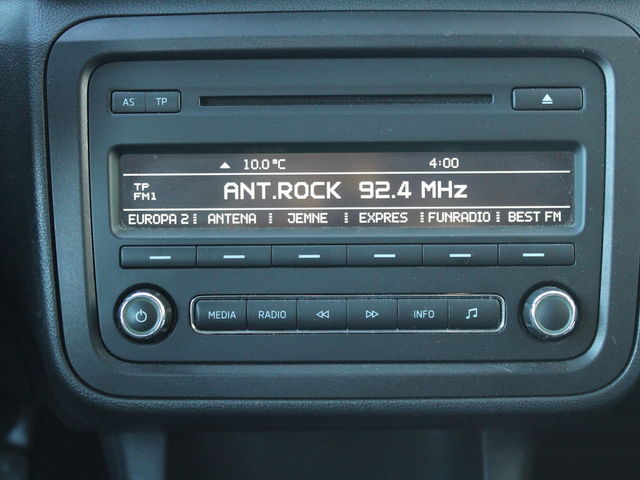 AS TP
10.0°C 4:00
TP
FM1
ANT.ROCK 92.4 MHz
EUROPA 2 ANTENA JEMNE EXPRES FUNRADIO BEST FM
MEDIA RADIO INFO